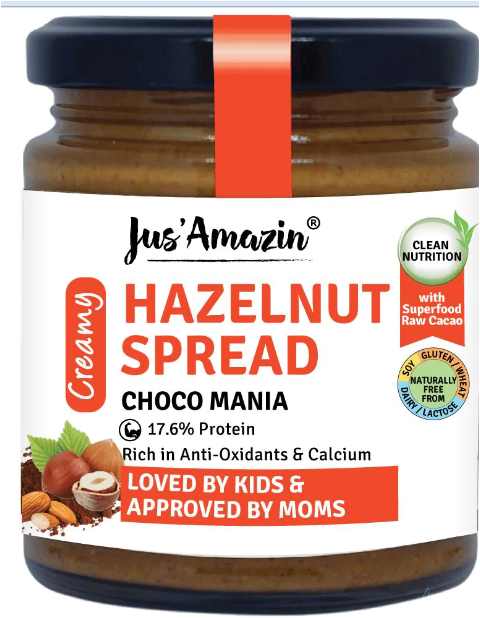 Jus'Amazin®
CLEAN
NUTRITION
with
Superfood
Raw Cacao
Creamy
HAZELNUT
SPREAD
SOY GLUTEN / WHEAT
NATURALLY
FREE
FROM
DAIRY / LACTOSE
CHOCO MANIA
17.6% Protein
Rich in Anti-Oxidants & Calcium
LOVED BY KIDS &
APPROVED BY MOMS